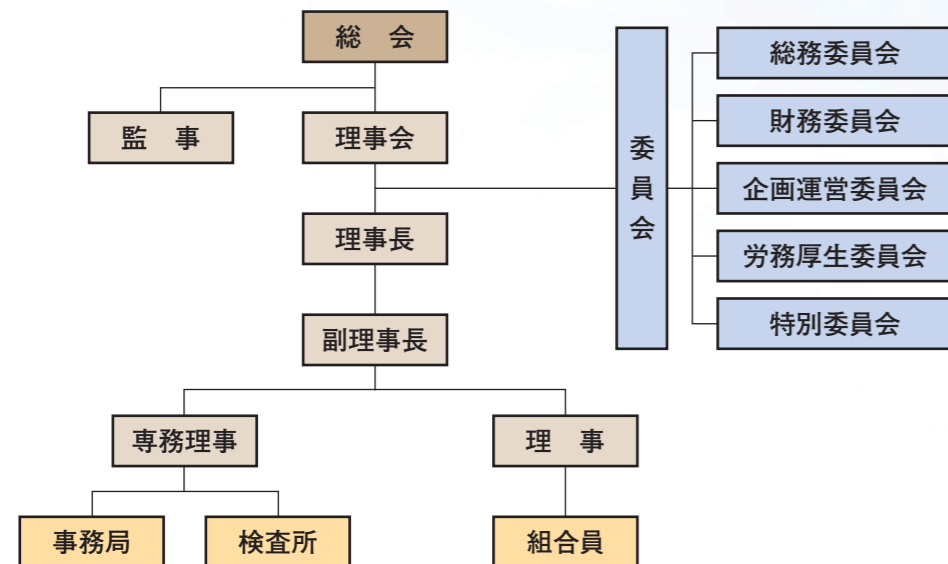 総　会
監　事
理事会
理事長
副理事長
専務理事
理　事
事務局
検査所
組合員
委員会
総務委員会
財務委員会
企画運営委員会
労務厚生委員会
特別委員会